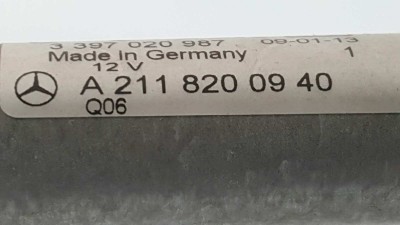 3 397 020 987 09-01-13
Made in Germany 1
12 V
A 211 820 09 40
Q06